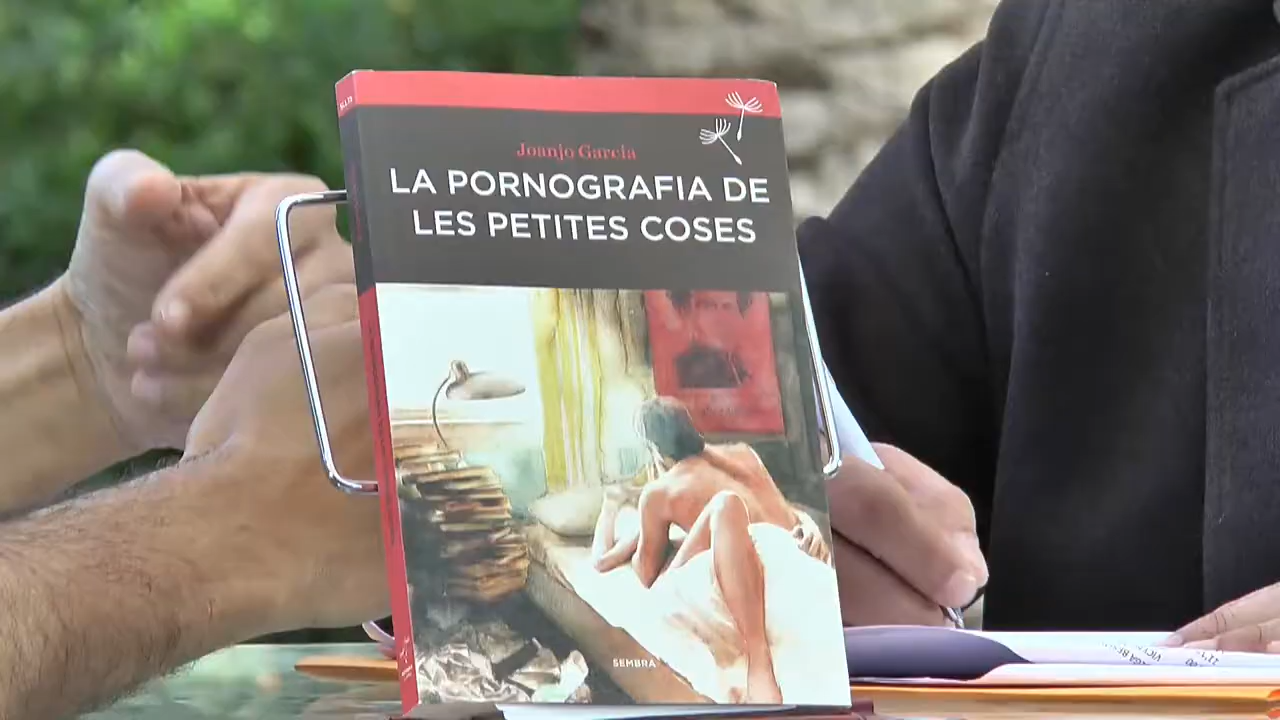 Joanjo Garcia
LA PORNOGRAFIA DE
LES PETITES COSES
SEMBRA